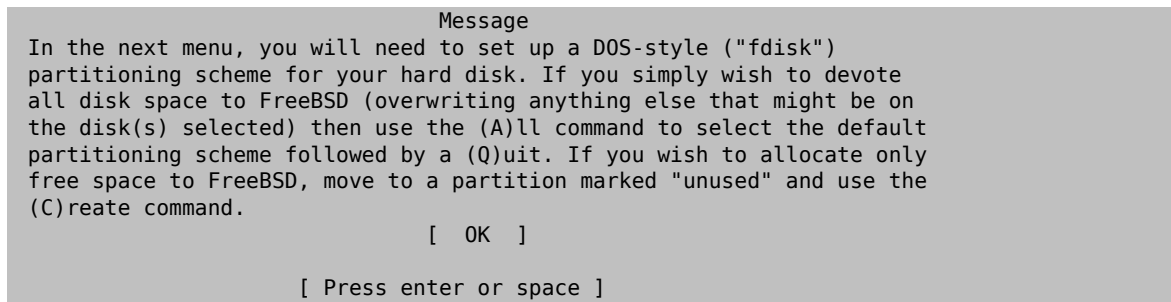 Message
In the next menu, you will need to set up a DOS-style ("fdisk")
partitioning scheme for your hard disk. If you simply wish to devote
all disk space to FreeBSD (overwriting anything else that might be on
the disk(s) selected) then use the (A)ll command to select the default
partitioning scheme followed by a (Q)uit. If you wish to allocate only
free space to FreeBSD, move to a partition marked "unused" and use the
(C)reate command.
[ OK ]
[ Press enter or space ]